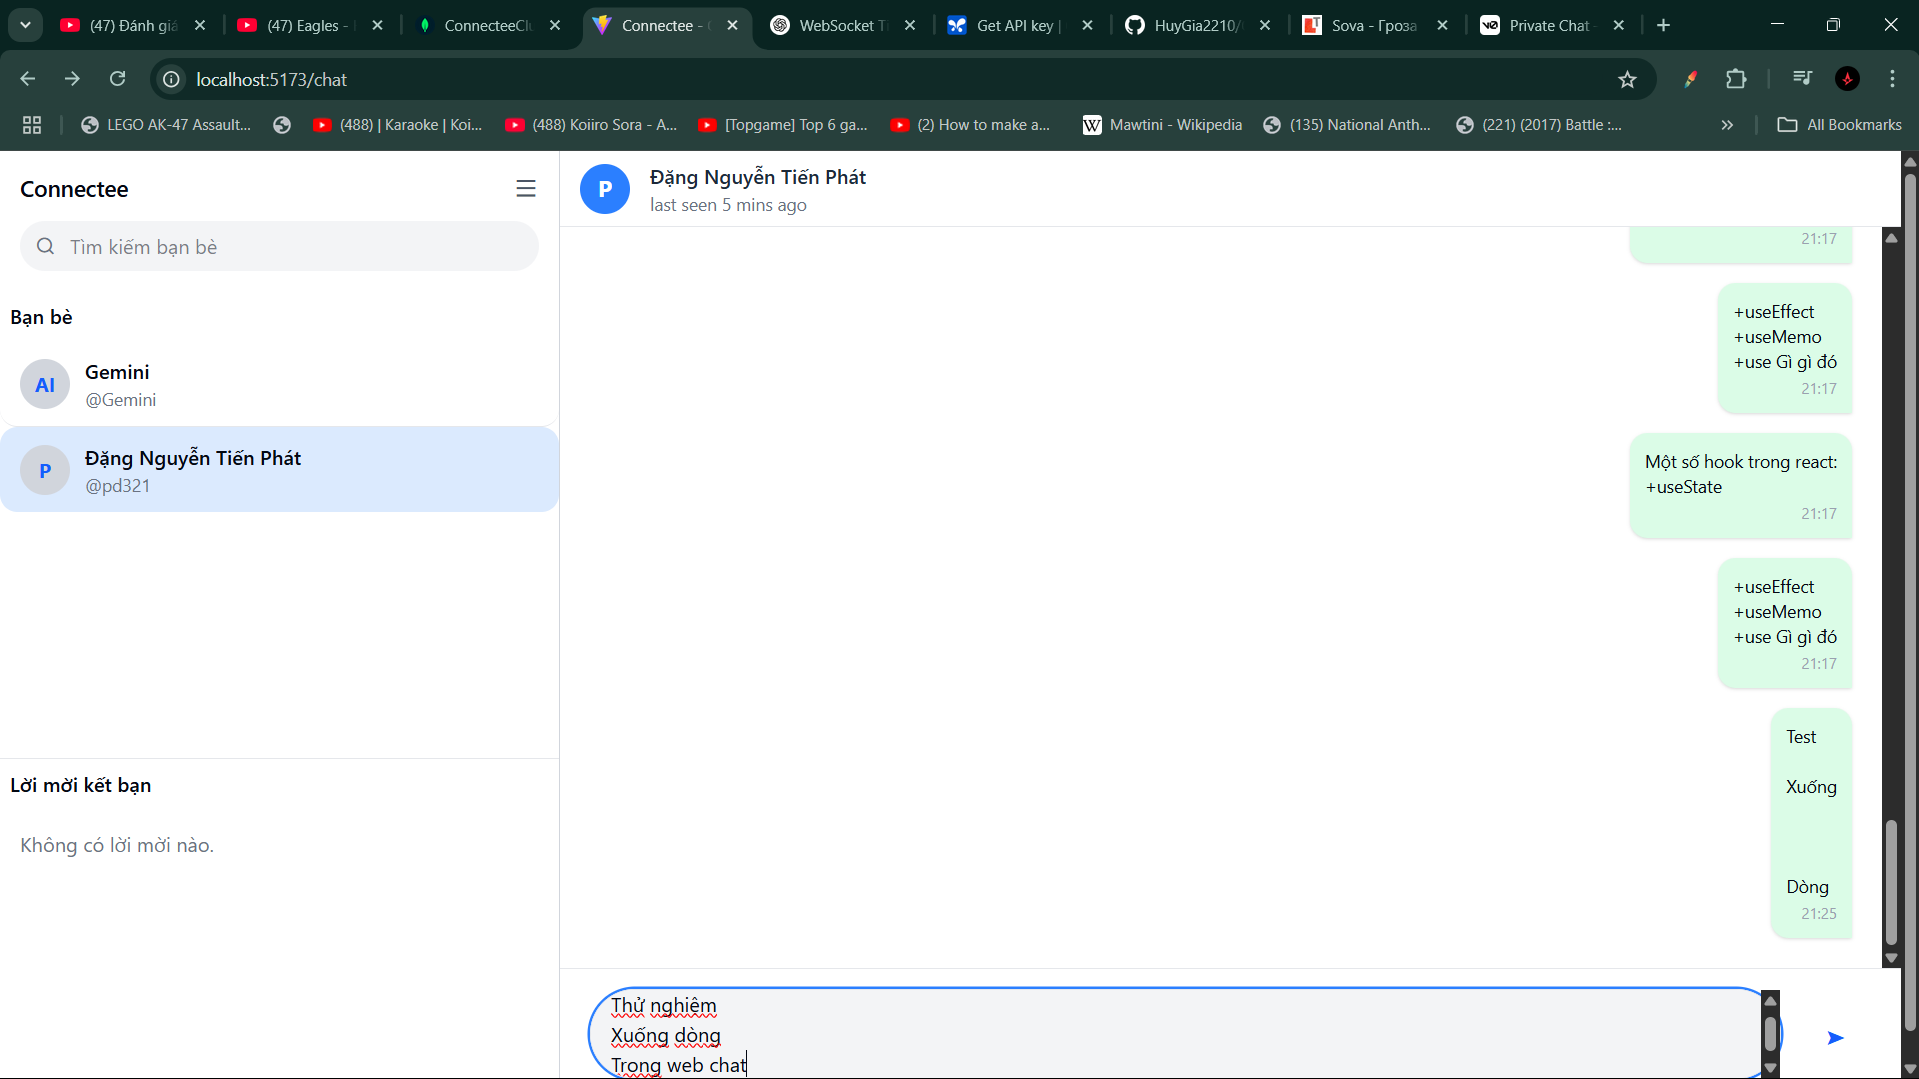 (47) Đánh giá
(47) Eagles -
ConnecteeClu
Connectee -
WebSocket Ti
Get API key |
HuyGia2210/
Sova - Гроза
Private Chat -
localhost:5173/chat
LEGO AK-47 Assault...
(488) | Karaoke | Koi...
(488) Koiiro Sora - A...
[Topgame] Top 6 ga...
(2) How to make a...
Mawtini - Wikipedia
(135) National Anth...
(221) (2017) Battle :...
All Bookmarks
Connectee
Tìm kiếm bạn bè
Bạn bè
AI
Gemini
@Gemini
P
Đặng Nguyễn Tiến Phát
@pd321
Lời mời kết bạn
Không có lời mời nào.
P
Đặng Nguyễn Tiến Phát
last seen 5 mins ago
21:17
+useEffect
+useMemo
+use Gì gì đó
21:17
Một số hook trong react:
+useState
21:17
+useEffect
+useMemo
+use Gì gì đó
21:17
Test
Xuống
Dòng
21:25
Thử nghiệm
Xuống dòng
Trong web chat